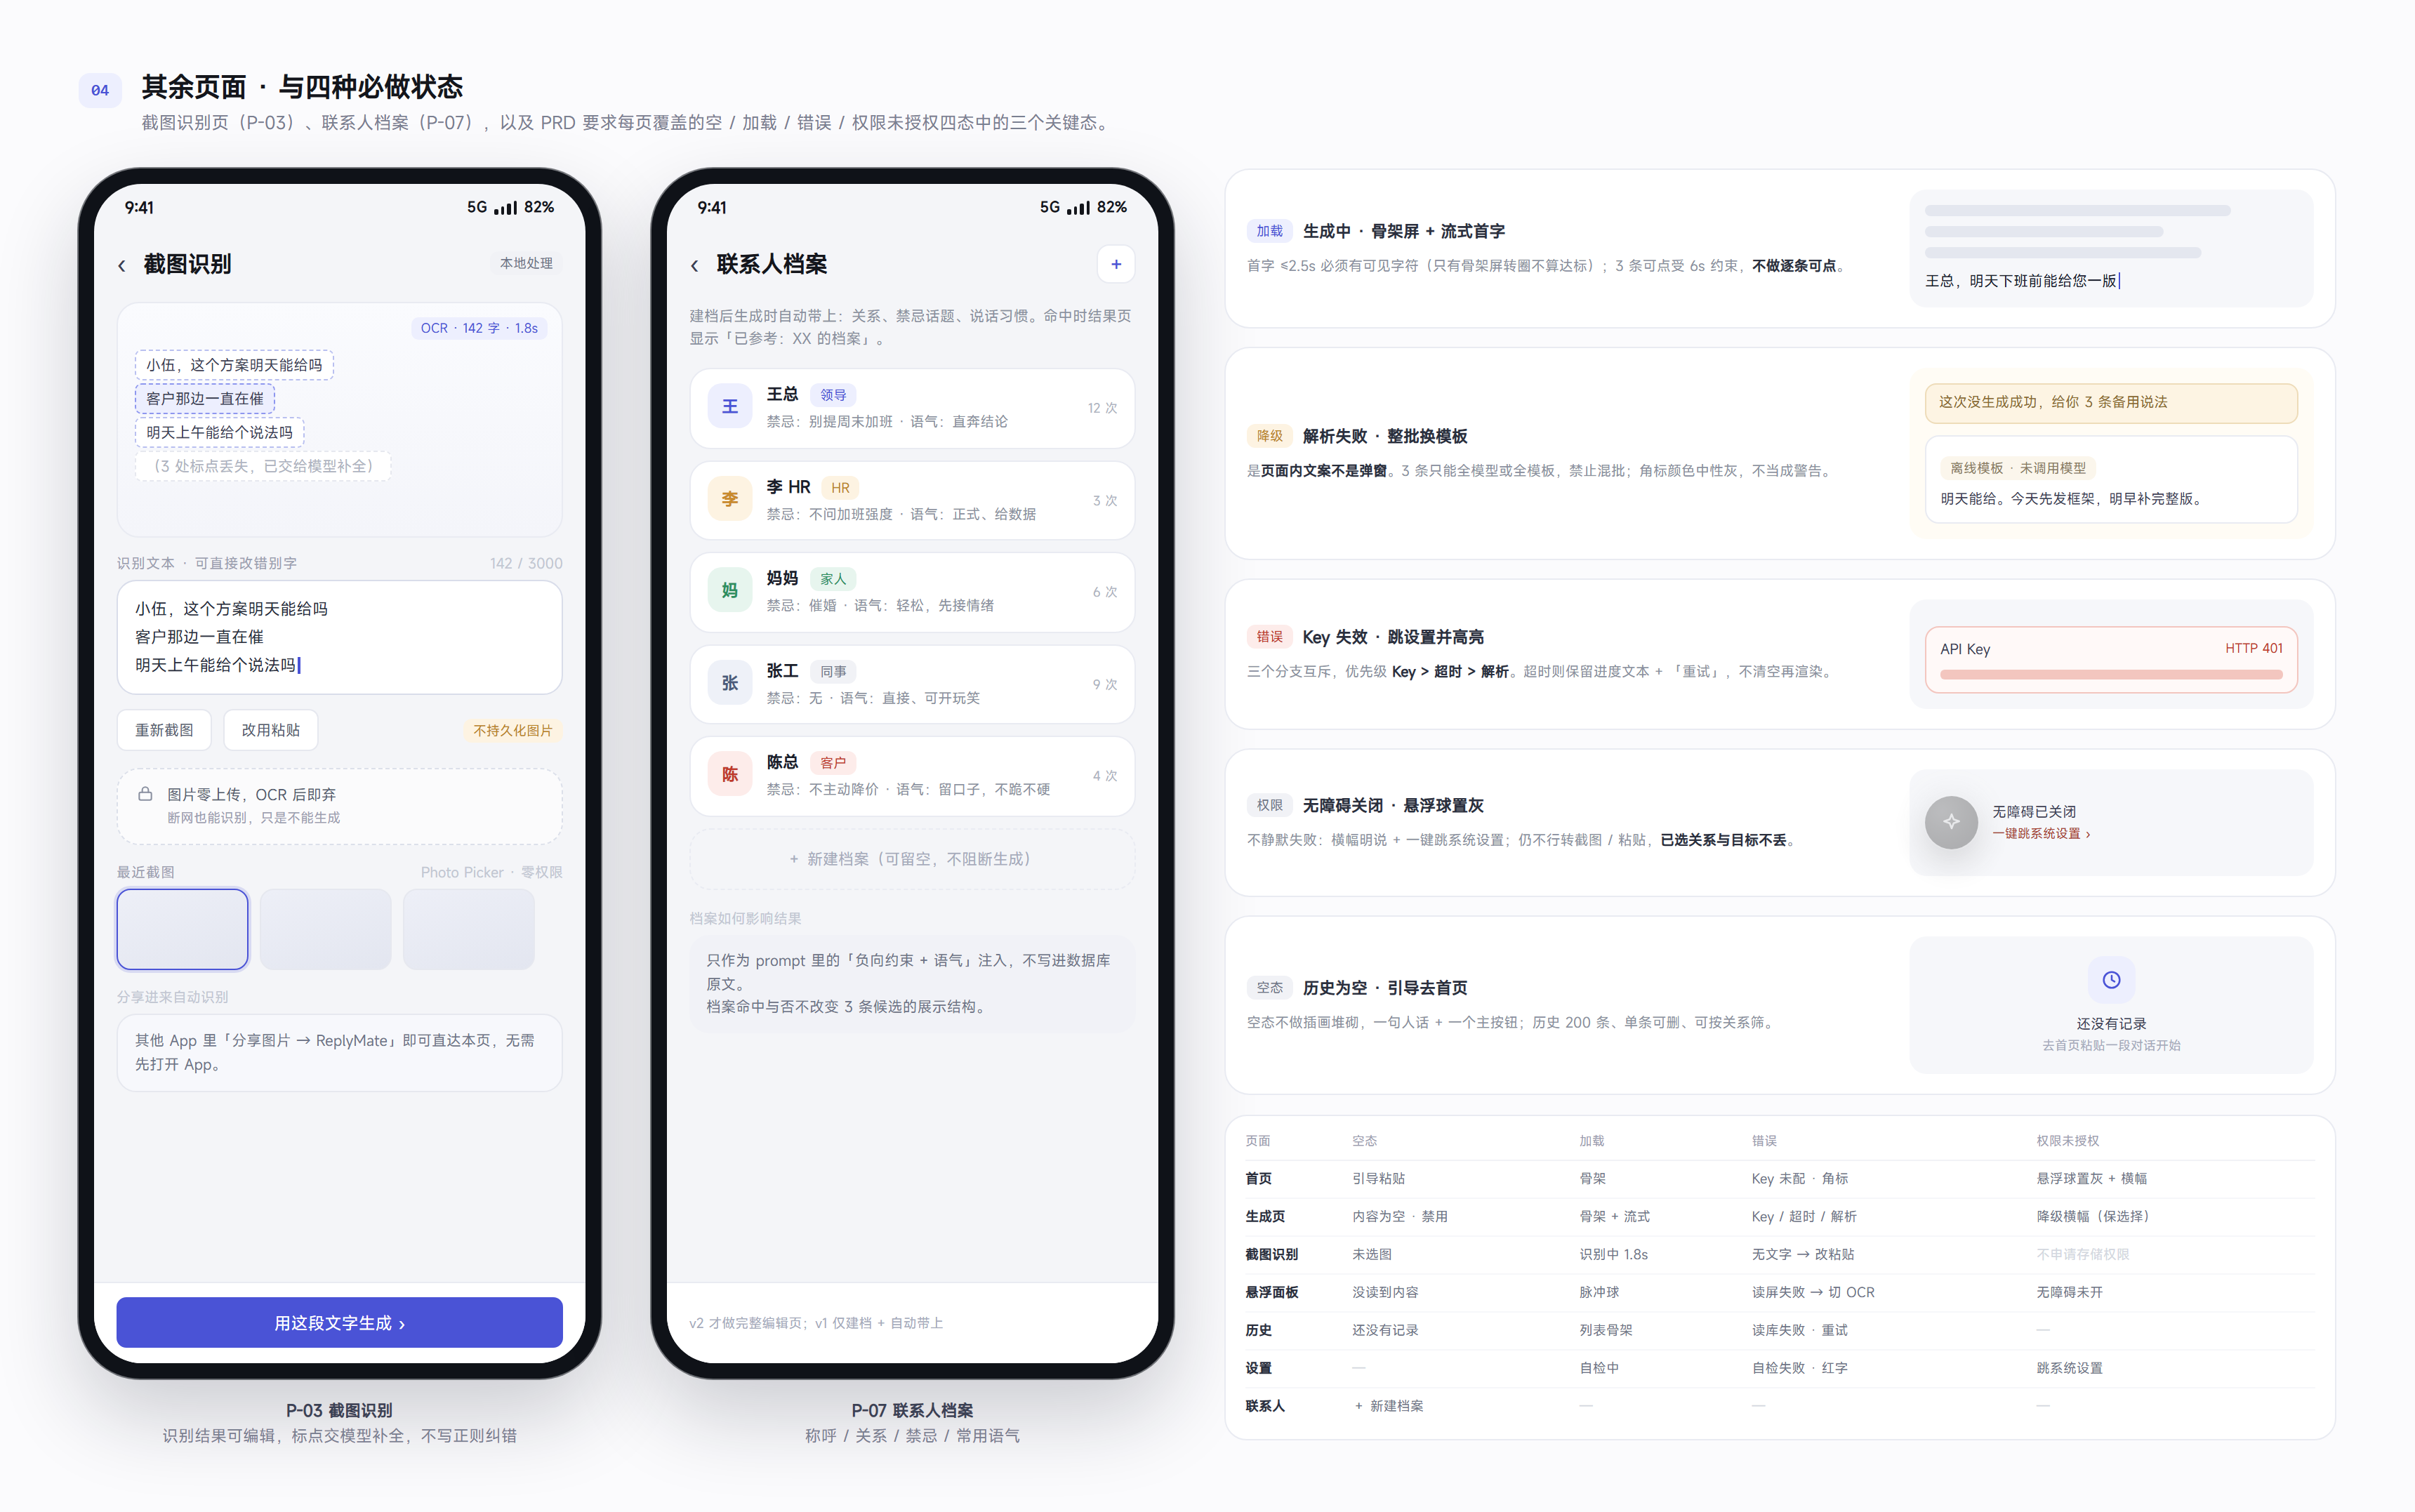 04
其余页面 · 与四种必做状态
截图识别页（P-03）、联系人档案（P-07），以及 PRD 要求每页覆盖的空 / 加载 / 错误 / 权限未授权四态中的三个关键态。
9:41
5G 82%
‹ 截图识别
本地处理
OCR · 142 字 · 1.8s
小伍，这个方案明天能给吗
客户那边一直在催
明天上午能给个说法吗
（3 处标点丢失，已交给模型补全）
识别文本 · 可直接改错别字
142 / 3000
小伍，这个方案明天能给吗
客户那边一直在催
明天上午能给个说法吗
重新截图
改用粘贴
不持久化图片
图片零上传，OCR 后即弃
断网也能识别，只是不能生成
最近截图
Photo Picker · 零权限
分享进来自动识别
其他 App 里「分享图片 → ReplyMate」即可直达本页，无需
先打开 App。
用这段文字生成 ›
P-03 截图识别
识别结果可编辑，标点交模型补全，不写正则纠错
9:41
5G 82%
‹ 联系人档案
+
建档后生成时自动带上：关系、禁忌话题、说话习惯。命中时结果页
显示「已参考：XX 的档案」。
王
王总 领导
禁忌：别提周末加班 · 语气：直奔结论
12 次
李
李 HR HR
禁忌：不问加班强度 · 语气：正式、给数据
3 次
妈
妈妈 家人
禁忌：催婚 · 语气：轻松，先接情绪
6 次
张
张工 同事
禁忌：无 · 语气：直接、可开玩笑
9 次
陈
陈总 客户
禁忌：不主动降价 · 语气：留口子，不跪不硬
4 次
+ 新建档案（可留空，不阻断生成）
档案如何影响结果
只作为 prompt 里的「负向约束 + 语气」注入，不写进数据库
原文。
档案命中与否不改变 3 条候选的展示结构。
v2 才做完整编辑页；v1 仅建档 + 自动带上
P-07 联系人档案
称呼 / 关系 / 禁忌 / 常用语气
加载 生成中 · 骨架屏 + 流式首字
首字 ≤2.5s 必须有可见字符（只有骨架屏转圈不算达标）；3 条可点受 6s 约束，不做逐条可点。
王总，明天下班前能给您一版
降级 解析失败 · 整批换模板
是页面内文案不是弹窗。3 条只能全模型或全模板，禁止混批；角标颜色中性灰，不当成警告。
这次没生成成功，给你 3 条备用说法
离线模板 · 未调用模型
明天能给。今天先发框架，明早补完整版。
错误 Key 失效 · 跳设置并高亮
三个分支互斥，优先级 Key > 超时 > 解析。超时则保留进度文本 + 「重试」，不清空再渲染。
API Key
HTTP 401
权限 无障碍关闭 · 悬浮球置灰
不静默失败：横幅明说 + 一键跳系统设置；仍不行转截图 / 粘贴，已选关系与目标不丢。
无障碍已关闭
一键跳系统设置 ›
空态 历史为空 · 引导去首页
空态不做插画堆砌，一句人话 + 一个主按钮；历史 200 条、单条可删、可按关系筛。
还没有记录
去首页粘贴一段对话开始
页面 空态 加载 错误 权限未授权
首页 引导粘贴 骨架 Key 未配 · 角标 悬浮球置灰 + 横幅
生成页 内容为空 · 禁用 骨架 + 流式 Key / 超时 / 解析 降级横幅（保选择）
截图识别 未选图 识别中 1.8s 无文字 → 改粘贴 不申请存储权限
悬浮面板 没读到内容 脉冲球 读屏失败 → 切 OCR 无障碍未开
历史 还没有记录 列表骨架 读库失败 · 重试 —
设置 — 自检中 自检失败 · 红字 跳系统设置
联系人 + 新建档案 — — —